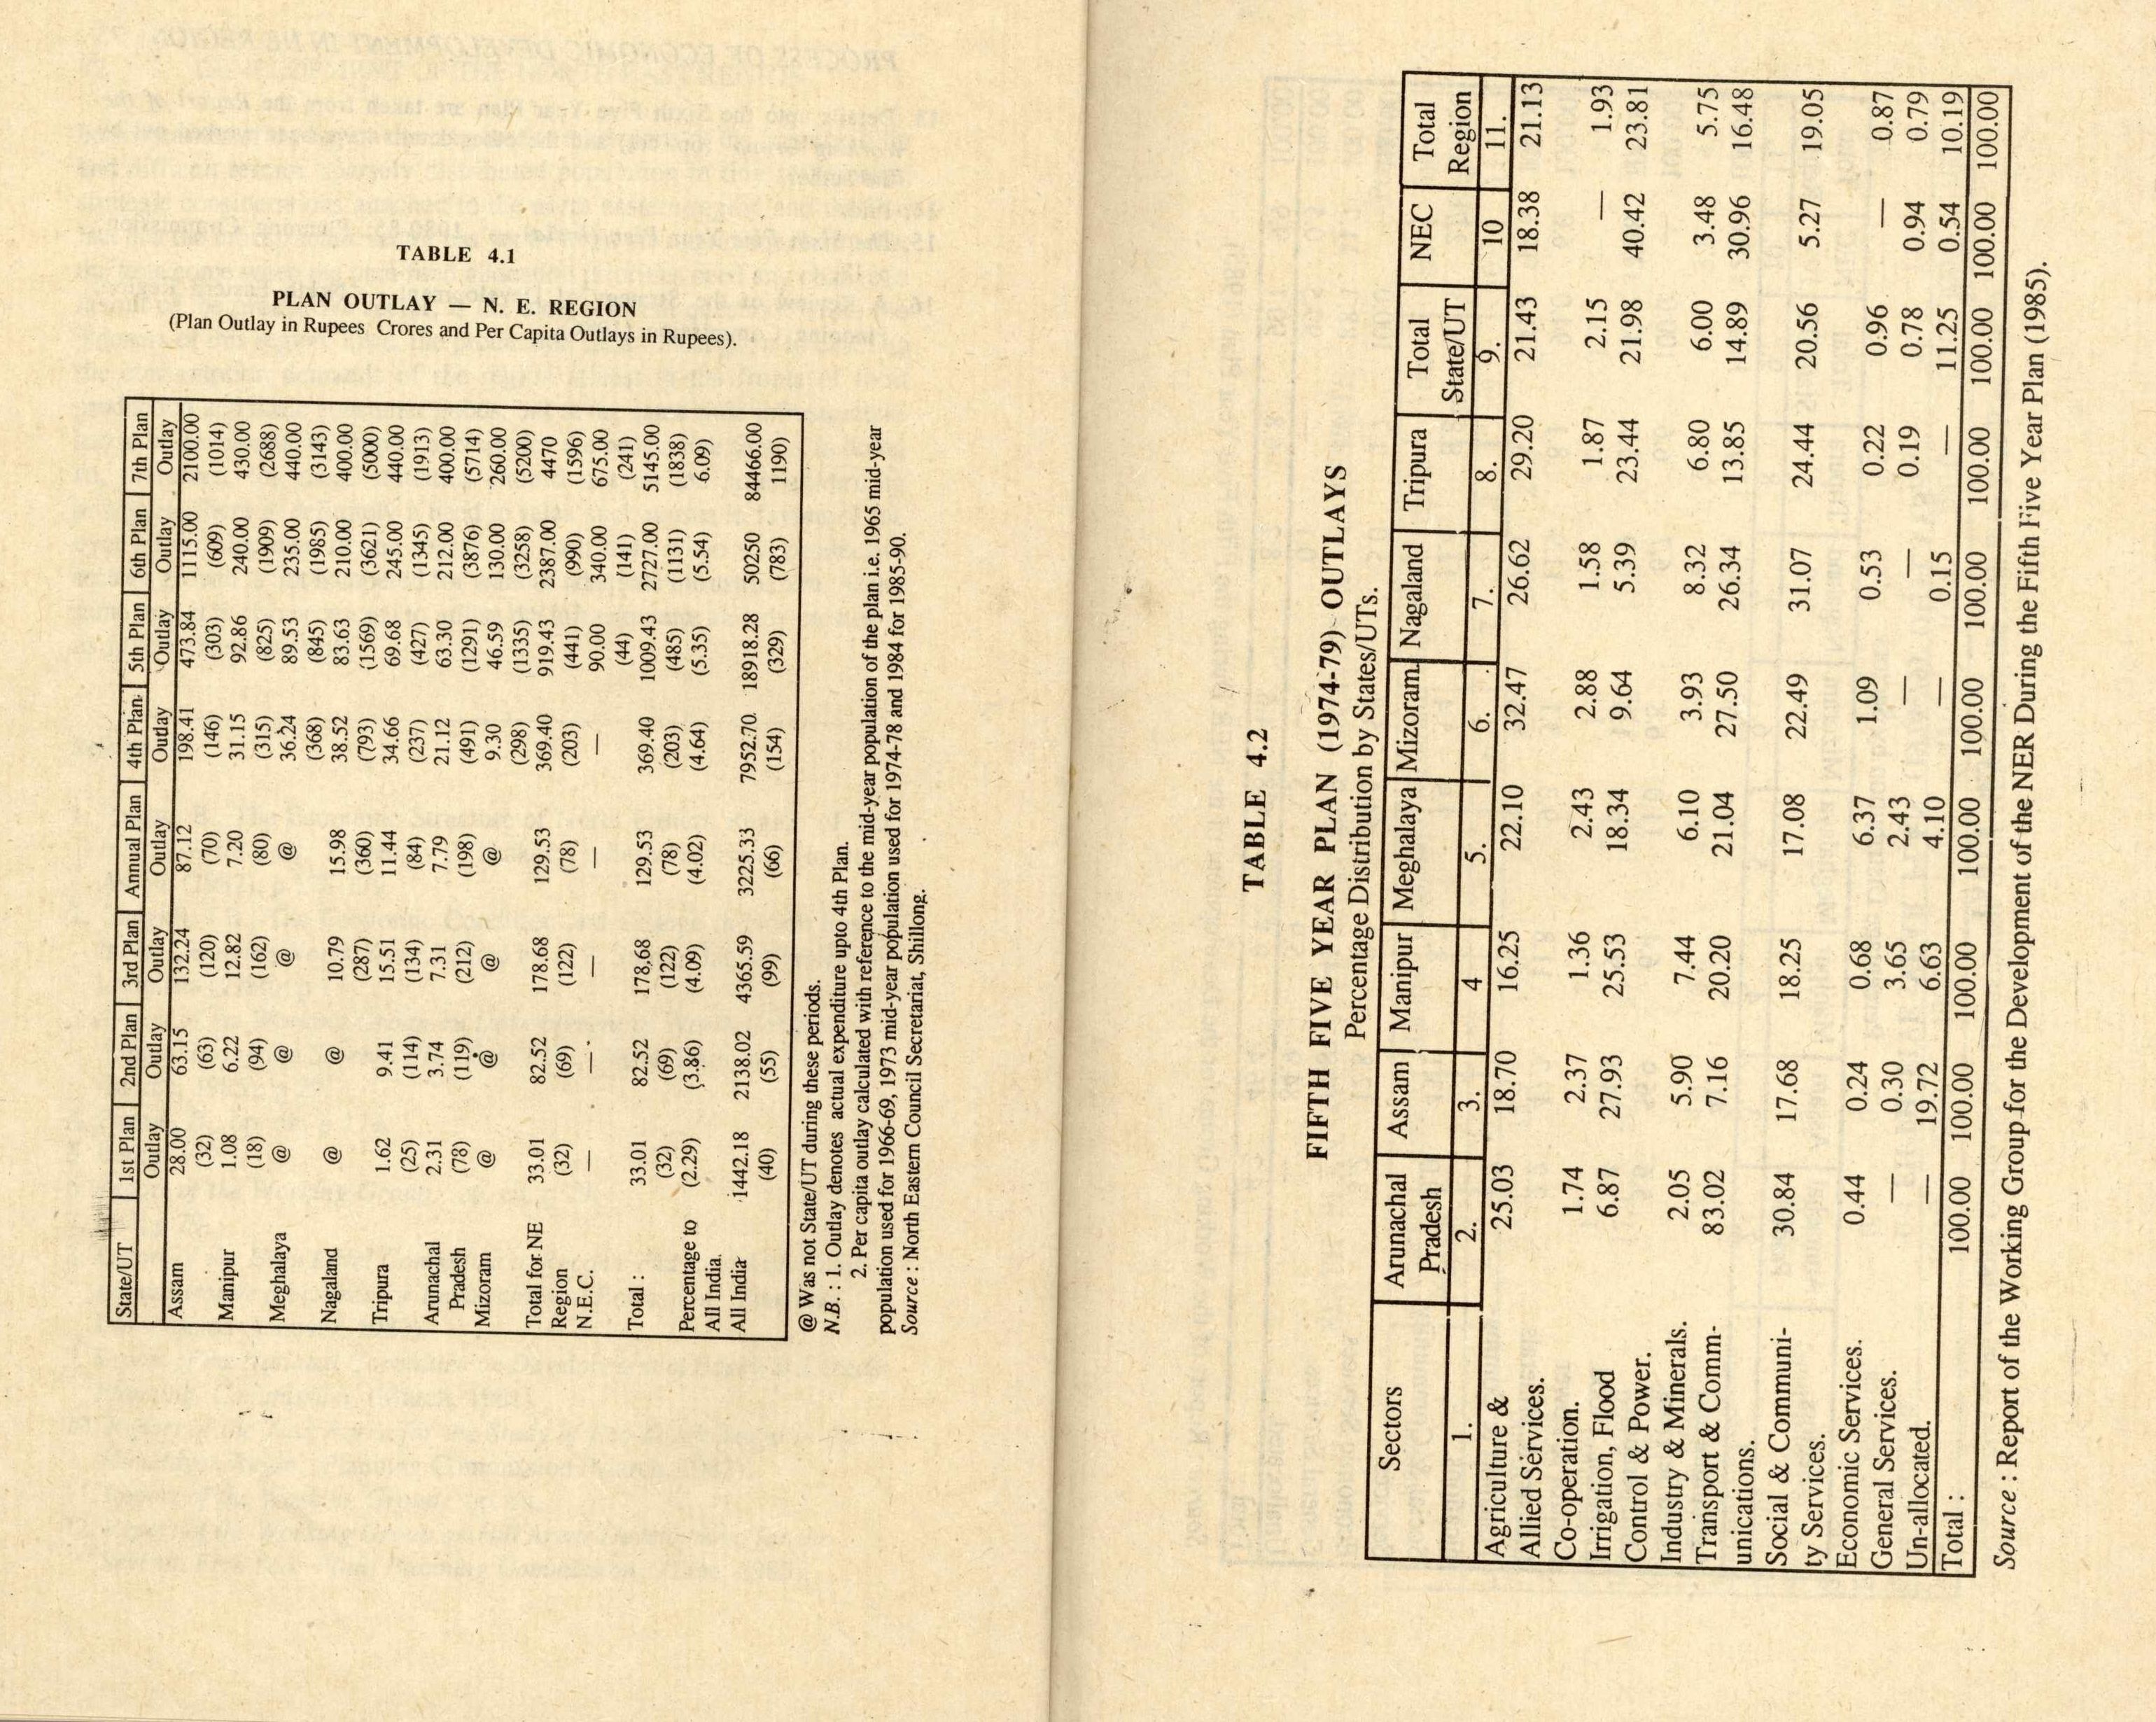 TABLE 4.1
PLAN OUTLAY — N. E. REGION
(Plan Outlay in Rupees Crores and Per Capita Outlays in Rupees).
State/UT 1st Plan 2nd Plan 3rd Plan Annual Plan 4th Plan 5th Plan 6th Plan 7th Plan
Outlay Outlay Outlay Outlay Outlay Outlay Outlay Outlay
Assam 28.00 63.15 132.24 87.12 198.41 473.84 1115.00 2100.00
(32) (63) (120) (70) (146) (303) (609) (1014)
Manipur 1.08 6.22 12.82 7.20 31.15 92.86 240.00 430.00
(18) (94) (162) (80) (315) (825) (1909) (2688)
Meghalaya @ @ @ @ 36.24 89.53 235.00 440.00
(368) (845) (1985) (3143)
Nagaland @ @ 10.79 15.98 38.52 83.63 210.00 400.00
(287) (360) (793) (1569) (3621) (5000)
Tripura 1.62 9.41 15.51 11.44 34.66 69.68 245.00 440.00
(25) (114) (134) (84) (237) (427) (1345) (1913)
Arunachal 2.31 3.74 7.31 7.79 21.12 63.30 212.00 400.00
Pradesh (78) (119) (212) (198) (491) (1291) (3876) (5714)
Mizoram @ @ @ @ 9.30 46.59 130.00 260.00
(298) (1335) (3258) (5200)
Total for NE 33.01 82.52 178.68 129.53 369.40 919.43 2387.00 4470
Region (32) (69) (122) (78) (203) (441) (990) (1596)
N.E.C. — — — — — 90.00 340.00 675.00
(44) (141) (241)
Total : 33.01 82.52 178.68 129.53 369.40 1009.43 2727.00 5145.00
(32) (69) (122) (78) (203) (485) (1131) (1838)
Percentage to (2.29) (3.86) (4.09) (4.02) (4.64) (5.35) (5.54) 6.09)
All India.
All India 1442.18 2138.02 4365.59 3225.33 7952.70 18918.28 50250 84466.00
(40) (55) (99) (66) (154) (329) (783) 1190)
@ Was not State/UT during these periods.
N.B. : 1. Outlay denotes actual expenditure upto 4th Plan.
2. Per capita outlay calculated with reference to the mid-year population of the plan i.e. 1965 mid-year
population used for 1966-69, 1973 mid-year population used for 1974-78 and 1984 for 1985-90.
Source : North Eastern Council Secretariat, Shillong.
TABLE 4.2
FIFTH FIVE YEAR PLAN (1974-79) OUTLAYS
Percentage Distribution by States/UTs.
Sectors Arunachal Assam Manipur Meghalaya Mizoram Nagaland Tripura Total NEC Total
Pradesh State/UT Region
1. 2. 3. 4 5. 6. 7. 8. 9. 10 11.
Agriculture & 25.03 18.70 16.25 22.10 32.47 26.62 29.20 21.43 18.38 21.13
Allied Services.
Co-operation. 1.74 2.37 1.36 2.43 2.88 1.58 1.87 2.15 — 1.93
Irrigation, Flood 6.87 27.93 25.53 18.34 9.64 5.39 23.44 21.98 40.42 23.81
Control & Power.
Industry & Minerals. 2.05 5.90 7.44 6.10 3.93 8.32 6.80 6.00 3.48 5.75
Transport & Comm- 83.02 7.16 20.20 21.04 27.50 26.34 13.85 14.89 30.96 16.48
unications.
Social & Communi- 30.84 17.68 18.25 17.08 22.49 31.07 24.44 20.56 5.27 19.05
ty Services.
Economic Services. 0.44 0.24 0.68 6.37 1.09 0.53 0.22 0.96 — 0.87
General Services. — 0.30 3.65 2.43 — — 0.19 0.78 0.94 0.79
Un-allocated. — 19.72 6.63 4.10 — 0.15 — 11.25 0.54 10.19
Total : 100.00 100.00 100.00 100.00 100.00 100.00 100.00 100.00 100.00 100.00
Source : Report of the Working Group for the Development of the NER During the Fifth Five Year Plan (1985).